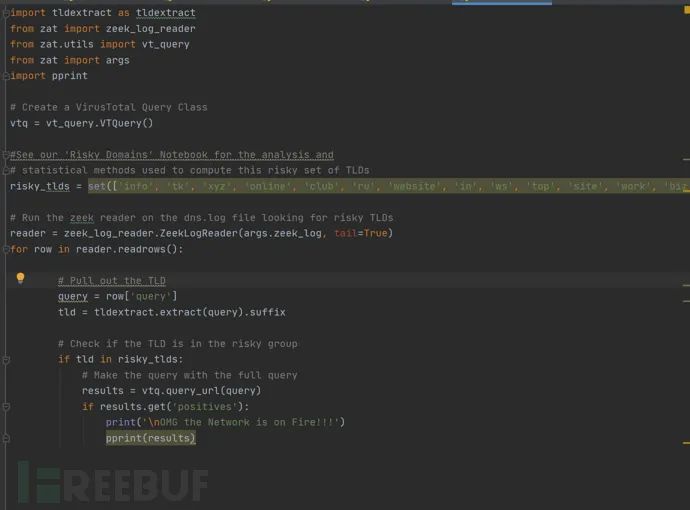 import tldextract as tldextract
from zat import zeek_log_reader
from zat.utils import vt_query
from zat import args
import pprint
# Create a VirusTotal Query Class
vtq = vt_query.VTQuery()
#See our 'Risky Domains' Notebook for the analysis and
# statistical methods used to compute this risky set of TLDs
risky_tlds = set(['info', 'tk', 'xyz', 'online', 'club', 'ru', 'website', 'in', 'ws', 'top', 'site', 'work', 'biz
# Run the zeek reader on the dns.log file looking for risky TLDs
reader = zeek_log_reader.ZeekLogReader(args.zeek_log, tail=True)
for row in reader.readrows():
# Pull out the TLD
query = row['query']
tld = tldextract.extract(query).suffix
# Check if the TLD is in the risky group
if tld in risky_tlds:
# Make the query with the full query
results = vtq.query_url(query)
if results.get('positives'):
print('\nOMG the Network is on Fire!!!')
pprint(results)
FREEBUF